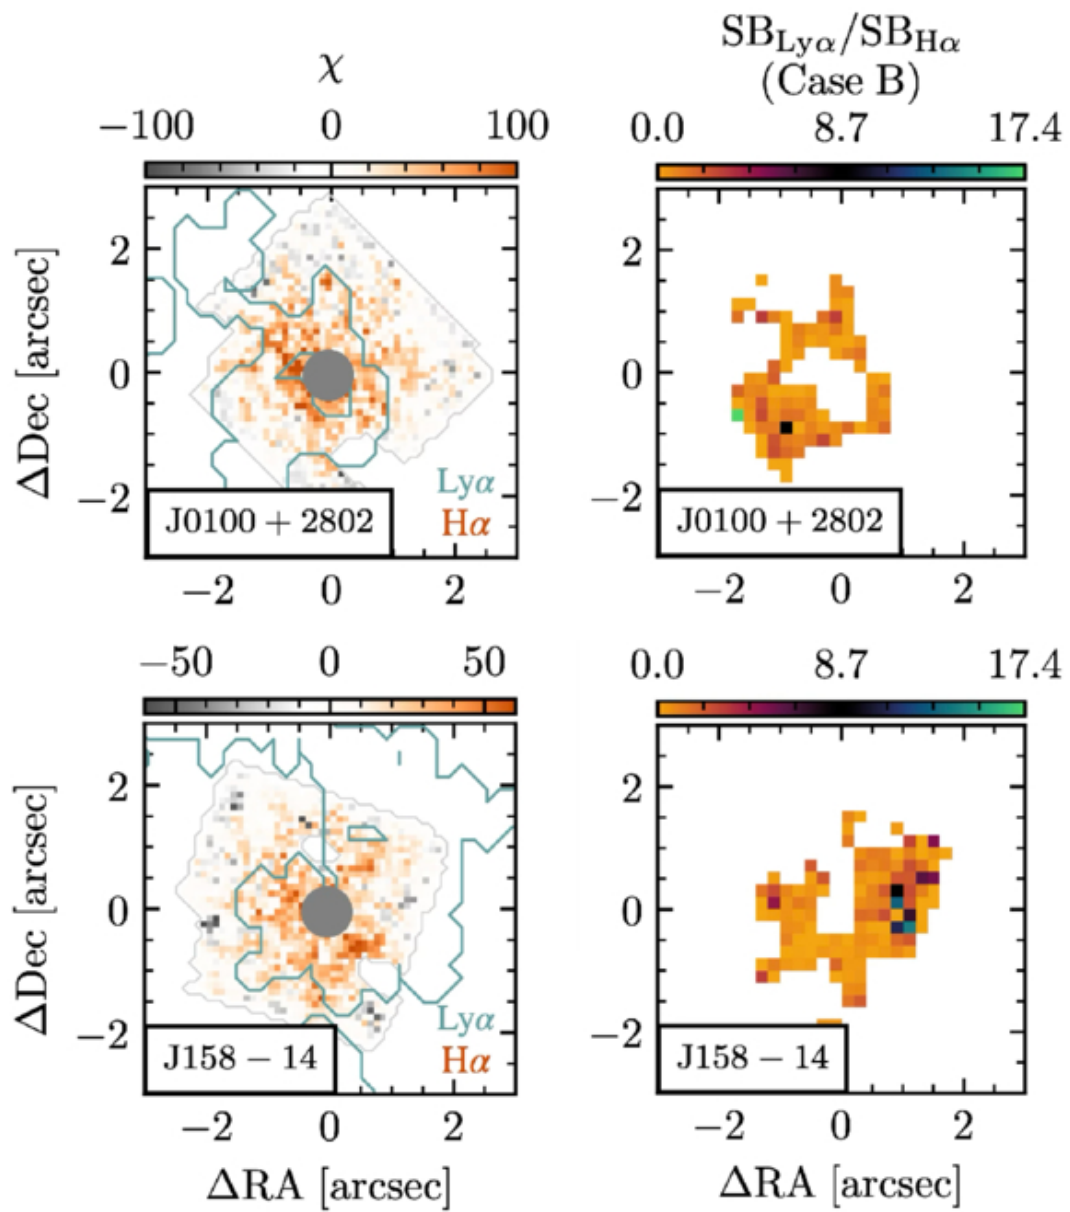 χ
−100 0 100
SB_Lyα/SB_Hα
(Case B)
0.0 8.7 17.4
ΔDec [arcsec]
2
0
−2
Lyα
Hα
J0100 + 2802
−2 0 2
2
0
−2
J0100 + 2802
−2 0 2
−50 0 50
0.0 8.7 17.4
ΔDec [arcsec]
2
0
−2
Lyα
Hα
J158 − 14
−2 0 2
ΔRA [arcsec]
2
0
−2
J158 − 14
−2 0 2
ΔRA [arcsec]